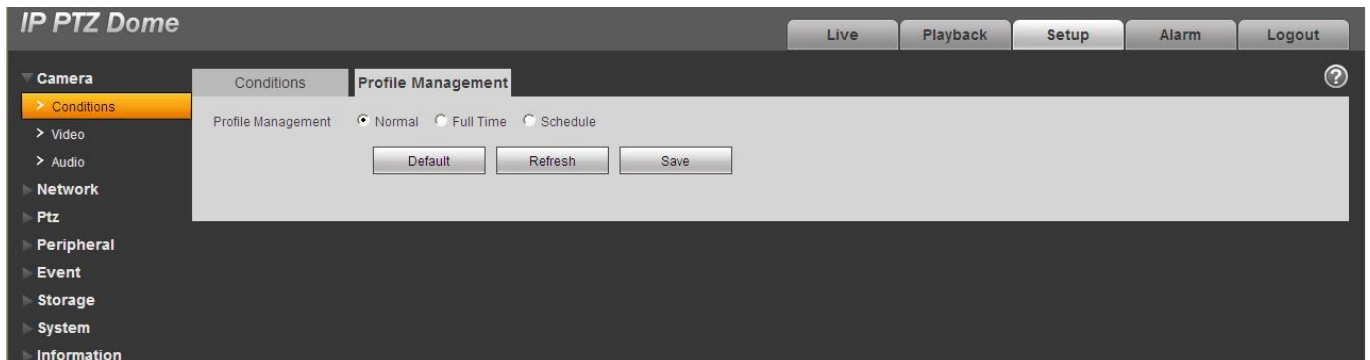 IP PTZ Dome
Live Playback Setup Alarm Logout
Camera
Conditions
Video
Audio
Network
Ptz
Peripheral
Event
Storage
System
Information
Conditions Profile Management
?
Profile Management Normal Full Time Schedule
Default Refresh Save